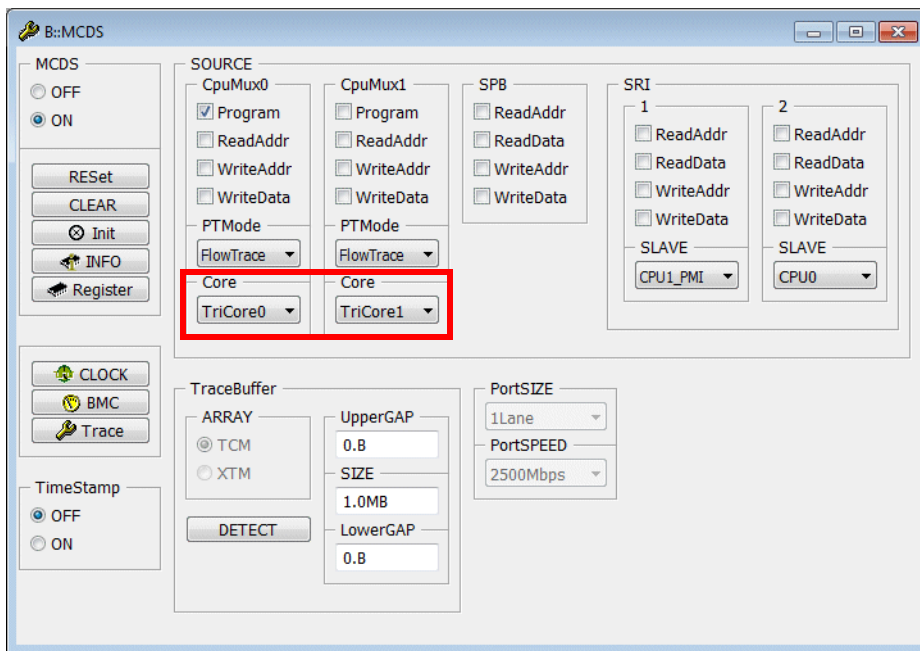 B::MCDS
MCDS
OFF
ON
RESet
CLEAR
Init
INFO
Register
CLOCK
BMC
Trace
TimeStamp
OFF
ON
SOURCE
CpuMux0
Program
ReadAddr
WriteAddr
WriteData
PTMode
FlowTrace
Core
TriCore0
CpuMux1
Program
ReadAddr
WriteAddr
WriteData
PTMode
FlowTrace
Core
TriCore1
SPB
ReadAddr
ReadData
WriteAddr
WriteData
SRI
1
ReadAddr
ReadData
WriteAddr
WriteData
SLAVE
CPU1_PMI
2
ReadAddr
ReadData
WriteAddr
WriteData
SLAVE
CPU0
TraceBuffer
ARRAY
TCM
XTM
DETECT
UpperGAP
0.B
SIZE
1.0MB
LowerGAP
0.B
PortSIZE
1Lane
PortSPEED
2500Mbps